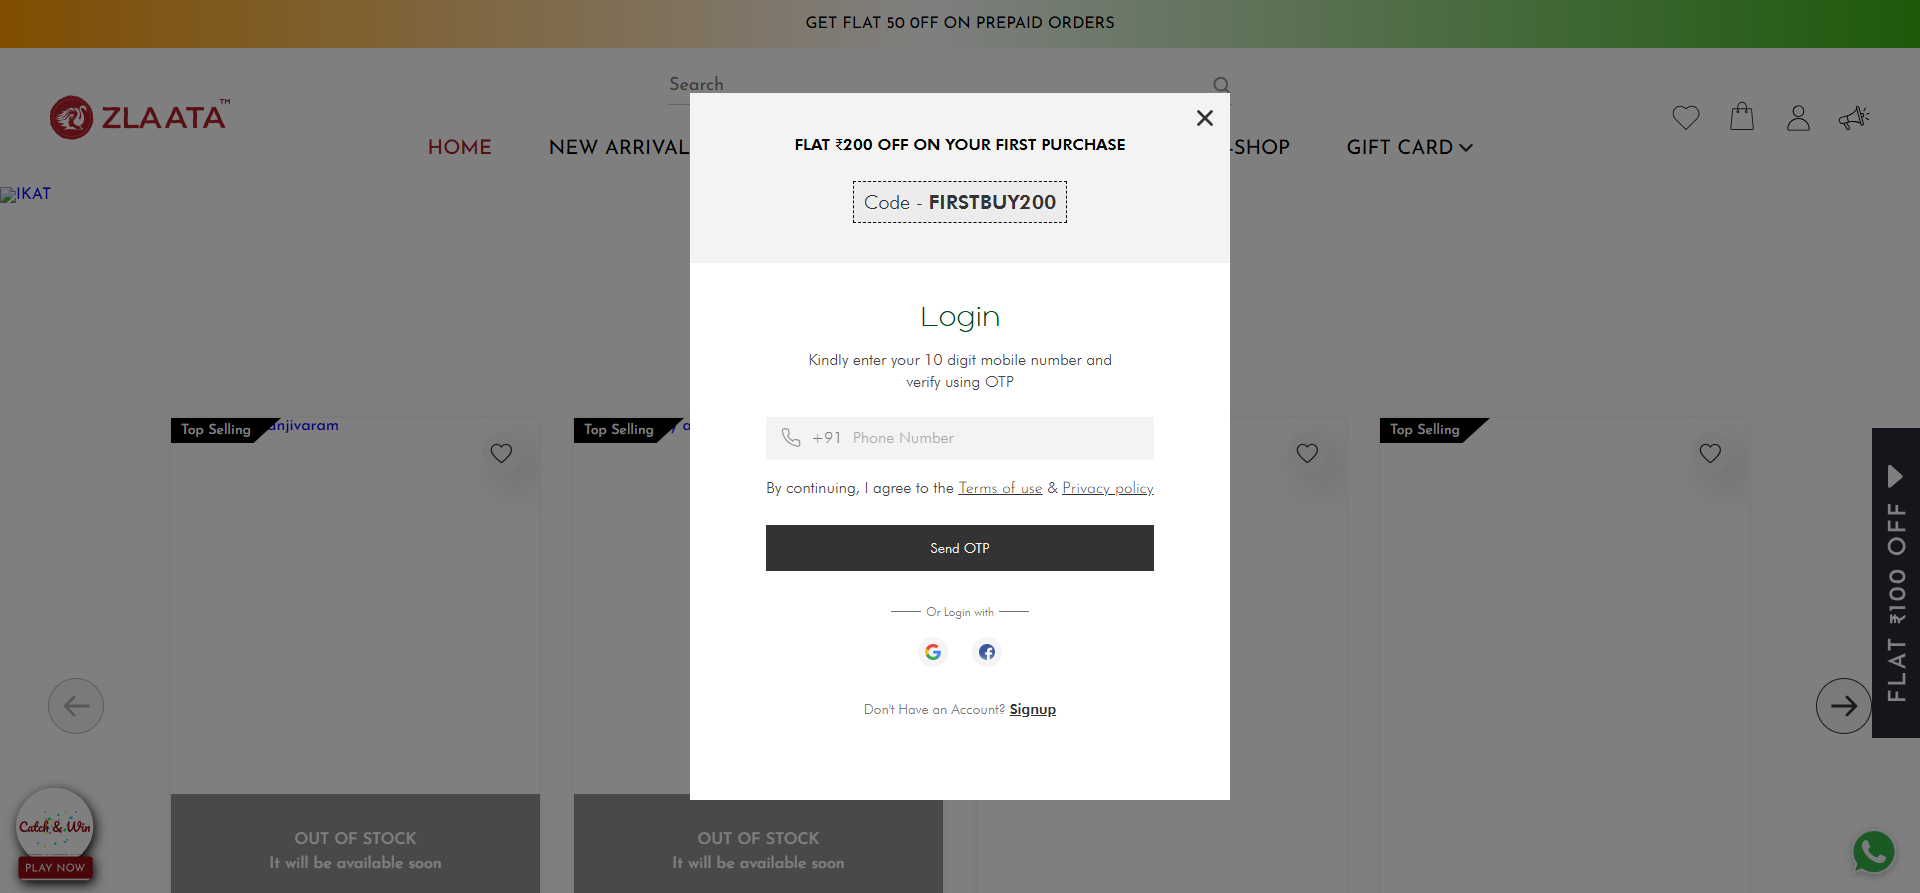 GET FLAT 50 0FF ON PREPAID ORDERS
Search
ZLAATA™
HOME
NEW ARRIVAL
-SHOP
GIFT CARD
IKAT
FLAT ₹200 OFF ON YOUR FIRST PURCHASE
Code - FIRSTBUY200
Login
Kindly enter your 10 digit mobile number and
verify using OTP
+91 Phone Number
By continuing, I agree to the Terms of use & Privacy policy
Send OTP
Or Login with
Don't Have an Account? Signup
Top Selling
anjivaram
Top Selling
y a
Top Selling
FLAT ₹100 OFF
OUT OF STOCK
It will be available soon
OUT OF STOCK
It will be available soon
Catch & Win
PLAY NOW